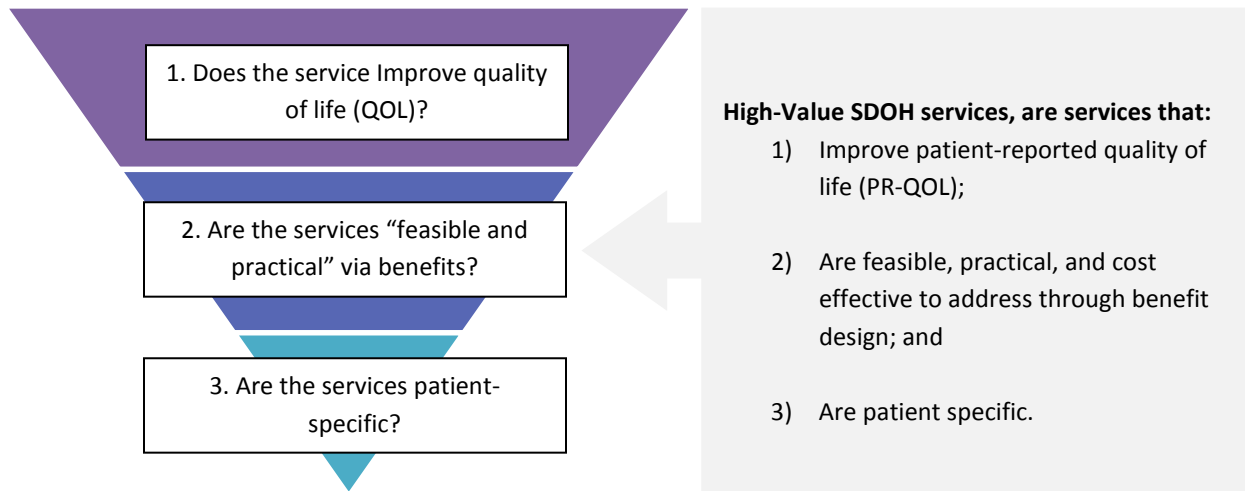 1. Does the service Improve quality
of life (QOL)?
2. Are the services “feasible and
practical” via benefits?
3. Are the services patient-
specific?
High-Value SDOH services, are services that:
1) Improve patient-reported quality of
life (PR-QOL);
2) Are feasible, practical, and cost
effective to address through benefit
design; and
3) Are patient specific.